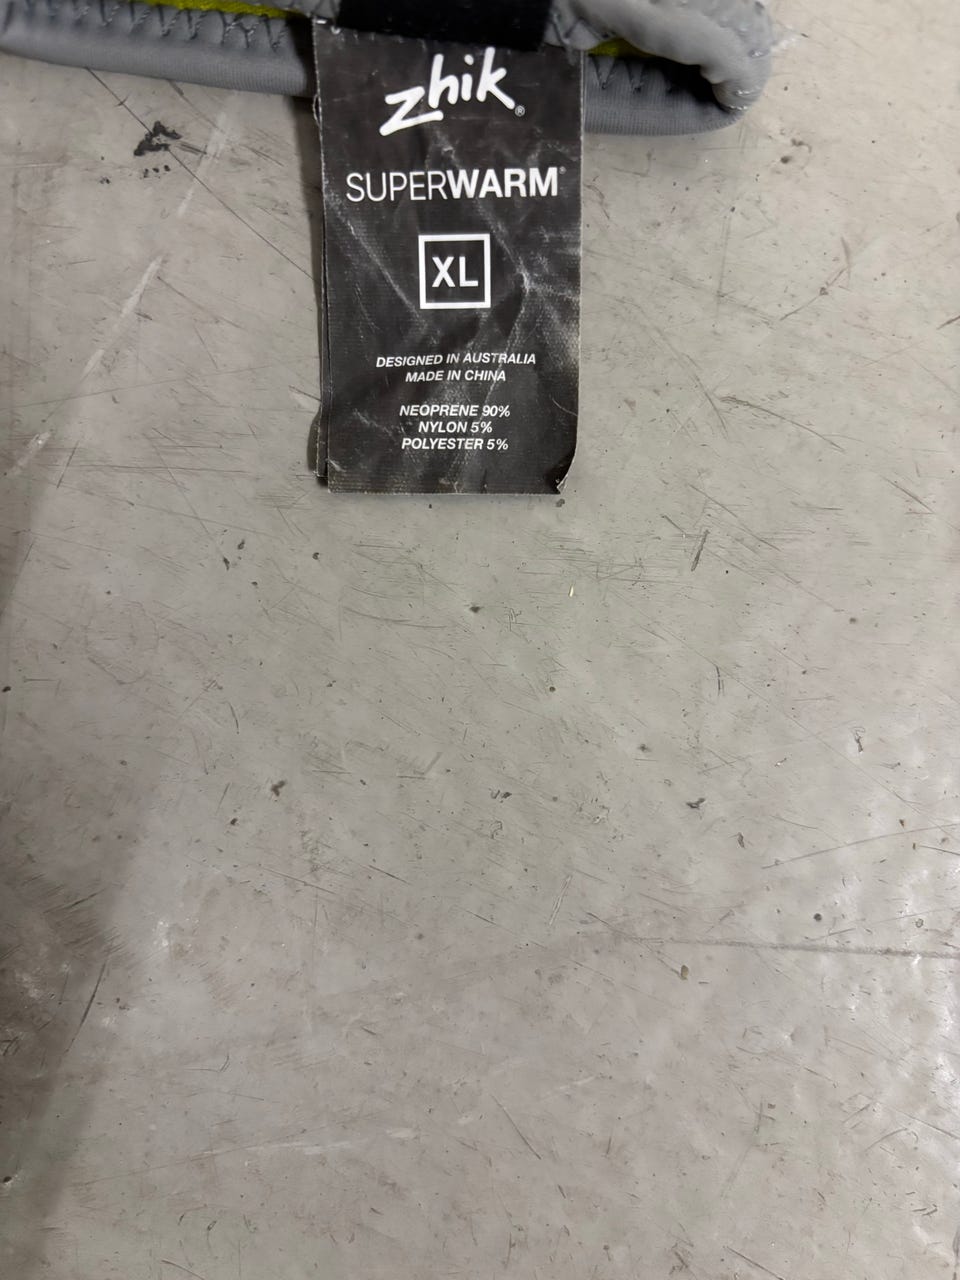 zhik®
SUPERWARM®
XL
DESIGNED IN AUSTRALIA
MADE IN CHINA
NEOPRENE 90%
NYLON 5%
POLYESTER 5%